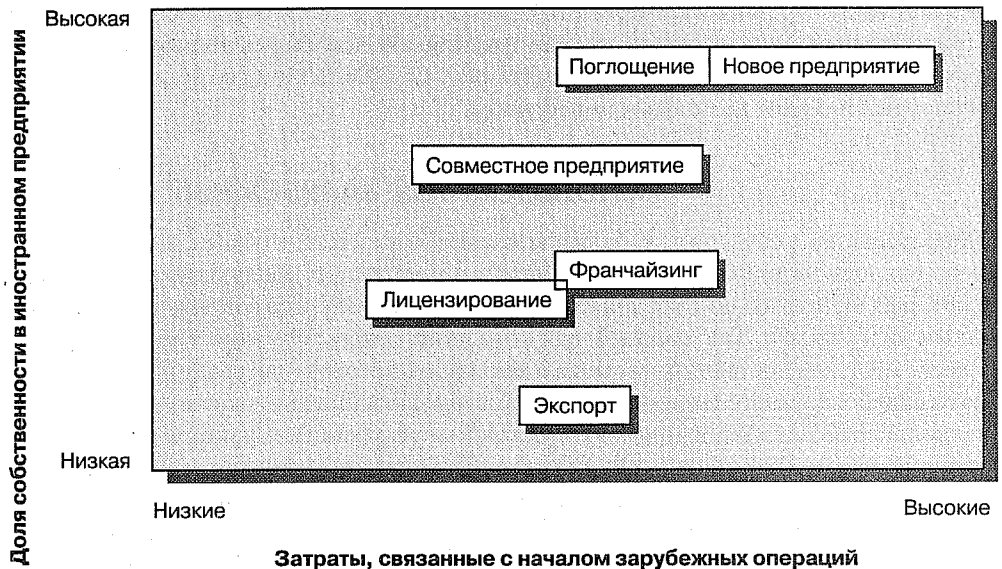 Доля собственности в иностранном предприятии
Высокая
Поглощение
Новое предприятие
Совместное предприятие
Франчайзинг
Лицензирование
Экспорт
Низкая
Низкие
Высокие
Затраты, связанные с началом зарубежных операций